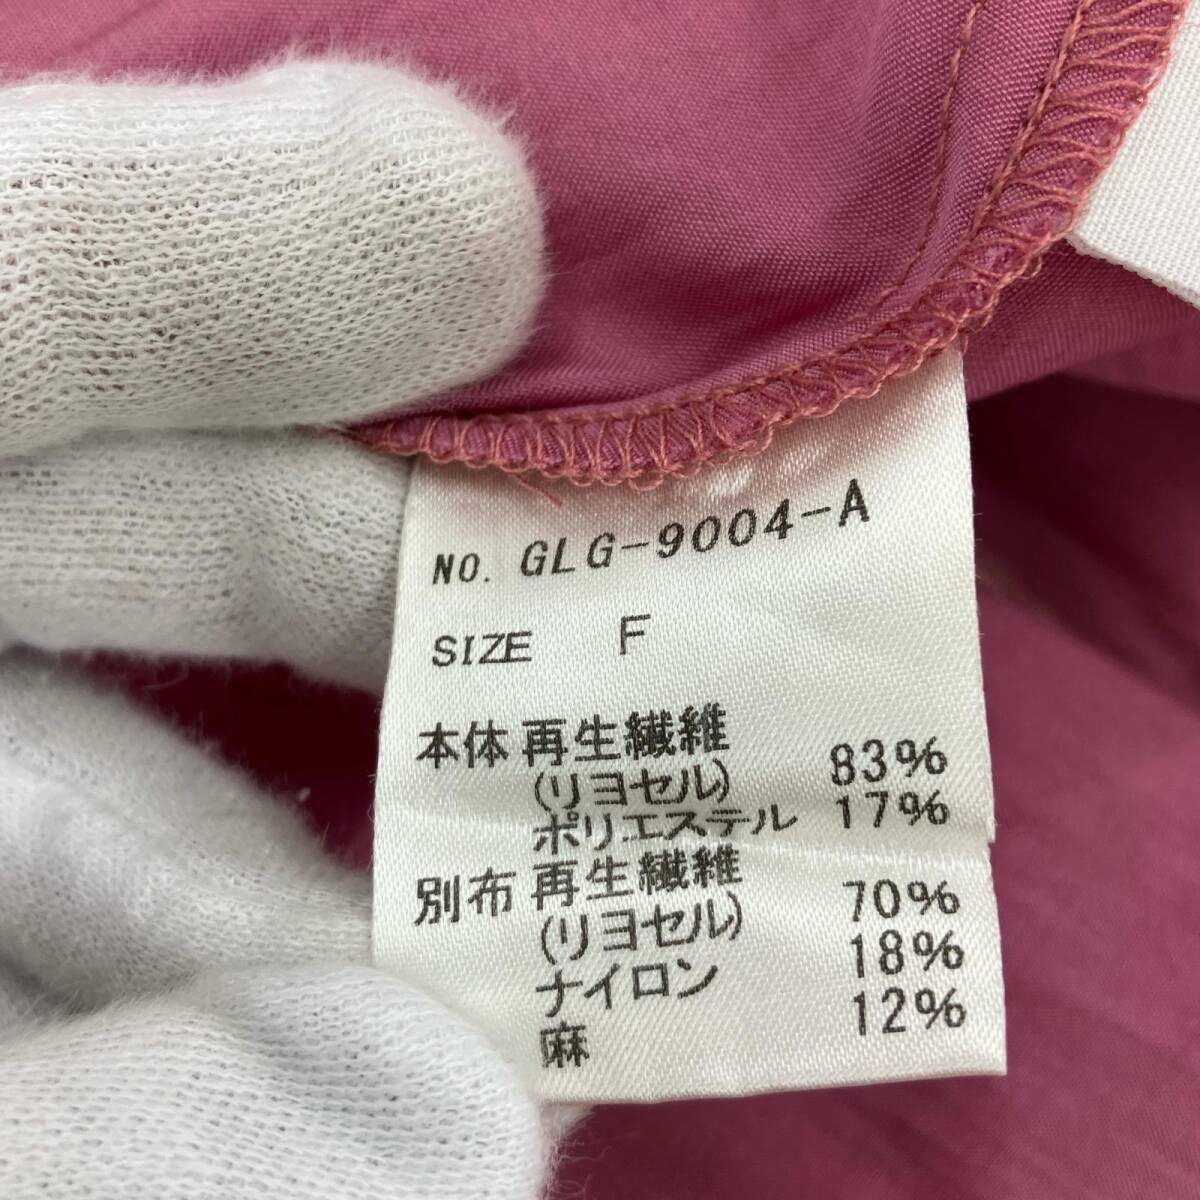 NO. GLG-9004-A
SIZE F
本体 再生繊維
(リヨセル) 83%
ポリエステル 17%
別布 再生繊維
(リヨセル) 70%
ナイロン 18%
麻 12%